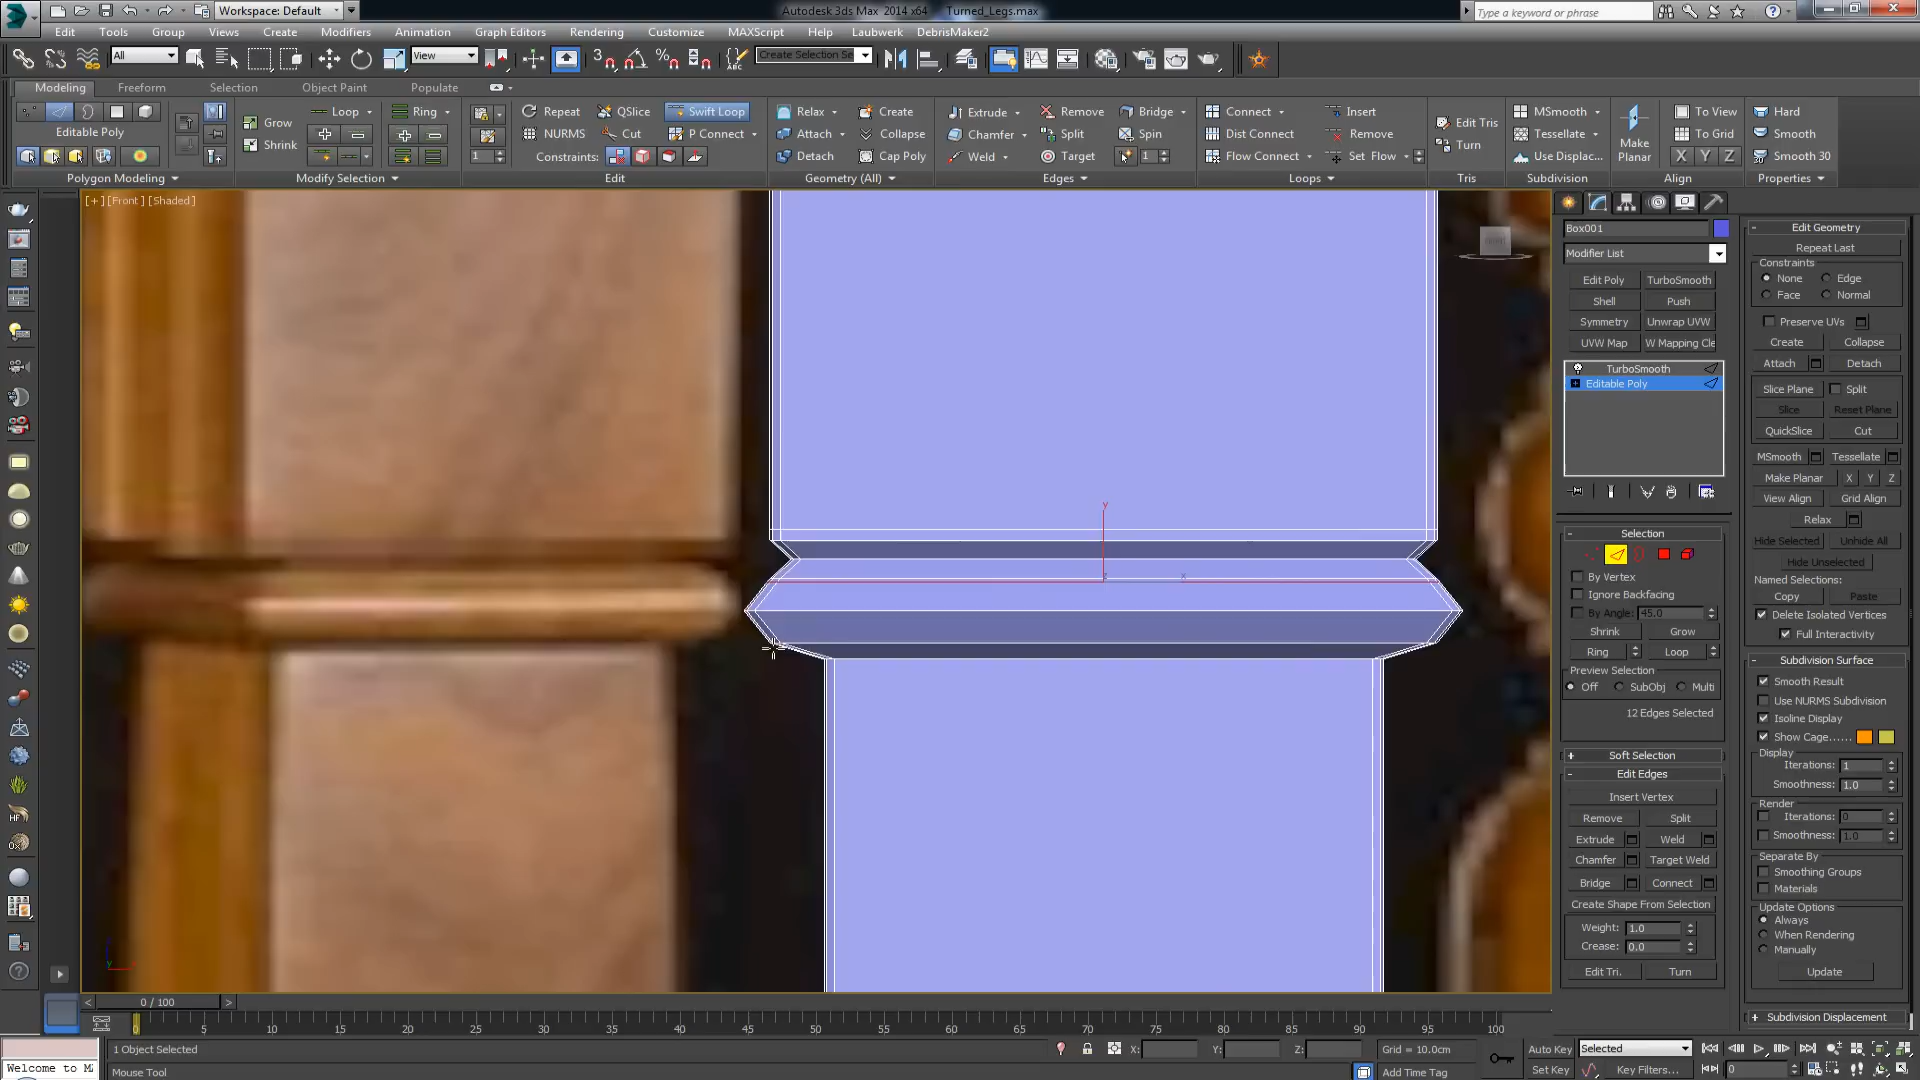 Workspace: Default
Autodesk 3ds Max 2014 x64 Turned_Legs.max
Type a keyword or phrase
Edit Tools Group Views Create Modifiers Animation Graph Editors Rendering Customize MAXScript Help Laubwerk DebrisMaker2
All View Create Selection Se
Modeling Freeform Selection Object Paint Populate
Loop Ring Repeat QSlice Swift Loop Relax Create Extrude Remove Bridge Connect Insert MSmooth To View Hard
Editable Poly Grow NURMS Cut P Connect Attach Collapse Chamfer Split Spin Dist Connect Remove Edit Tris Tessellate To Grid Smooth
Shrink 1 Constraints: Detach Cap Poly Weld Target 1 Flow Connect Set Flow Turn Use Displac... Make Planar X Y Z Smooth 30
Polygon Modeling Modify Selection Edit Geometry (All) Edges Loops Tris Subdivision Align Properties
[+] [Front] [Shaded]
Box001
Modifier List
Edit Poly TurboSmooth
Shell Push
Symmetry Unwrap UVW
UVW Map W Mapping Cle
TurboSmooth
Editable Poly
Selection
By Vertex
Ignore Backfacing
By Angle: 45.0
Shrink Grow
Ring Loop
Preview Selection
Off SubObj Multi
12 Edges Selected
Soft Selection
Edit Edges
Insert Vertex
Remove Split
Extrude Weld
Chamfer Target Weld
Bridge Connect
Create Shape From Selection
Weight: 1.0
Crease: 0.0
Edit Tri. Turn
Edit Geometry
Repeat Last
Constraints
None Edge
Face Normal
Preserve UVs
Create Collapse
Attach Detach
Slice Plane Split
Slice Reset Plane
QuickSlice Cut
MSmooth Tessellate
Make Planar X Y Z
View Align Grid Align
Relax
Hide Selected Unhide All
Hide Unselected
Named Selections:
Copy Paste
Delete Isolated Vertices
Full Interactivity
Subdivision Surface
Smooth Result
Use NURMS Subdivision
Isoline Display
Show Cage......
Display
Iterations: 1
Smoothness: 1.0
Render
Iterations: 0
Smoothness: 1.0
Separate By
Smoothing Groups
Materials
Update Options
Always
When Rendering
Manually
Update
Subdivision Displacement
y x
0 / 100
0 5 10 15 20 25 30 35 40 45 50 55 60 65 70 75 80 85 90 95 100
1 Object Selected X: Y: Z: Grid = 10.0cm Auto Key Selected
Welcome to M Mouse Tool Add Time Tag Set Key Key Filters... 0